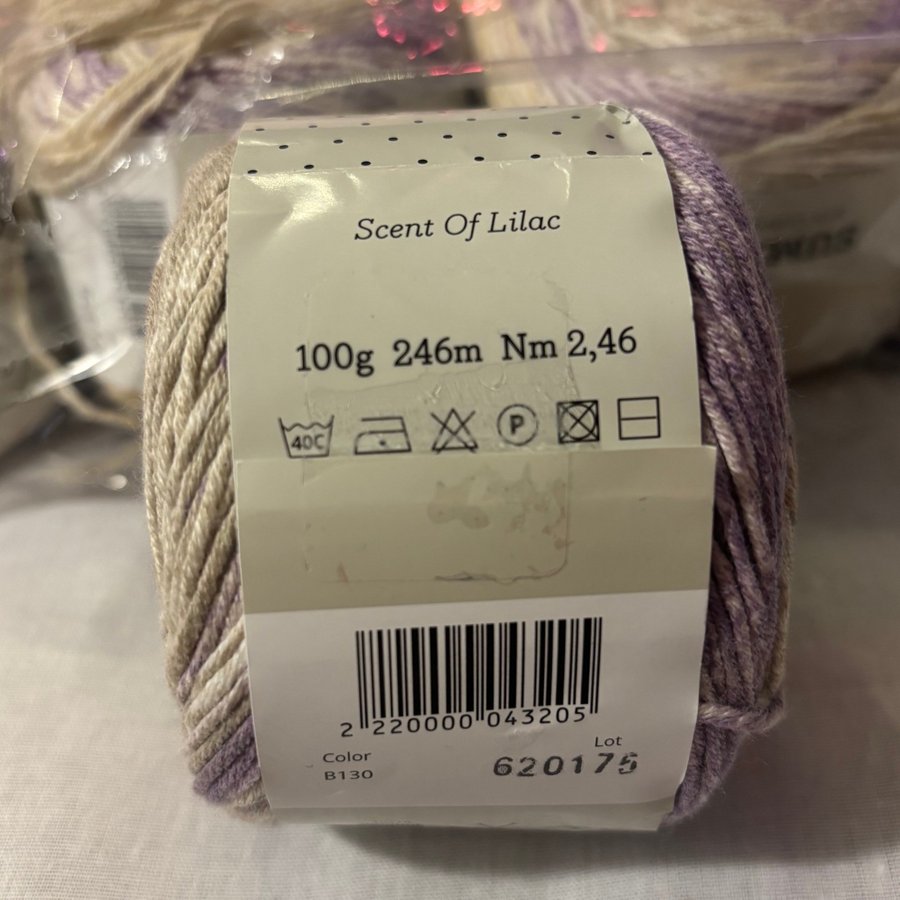 Scent Of Lilac
100g 246m Nm 2,46
40C P
2 220000 043205
Color
B130
Lot
620175